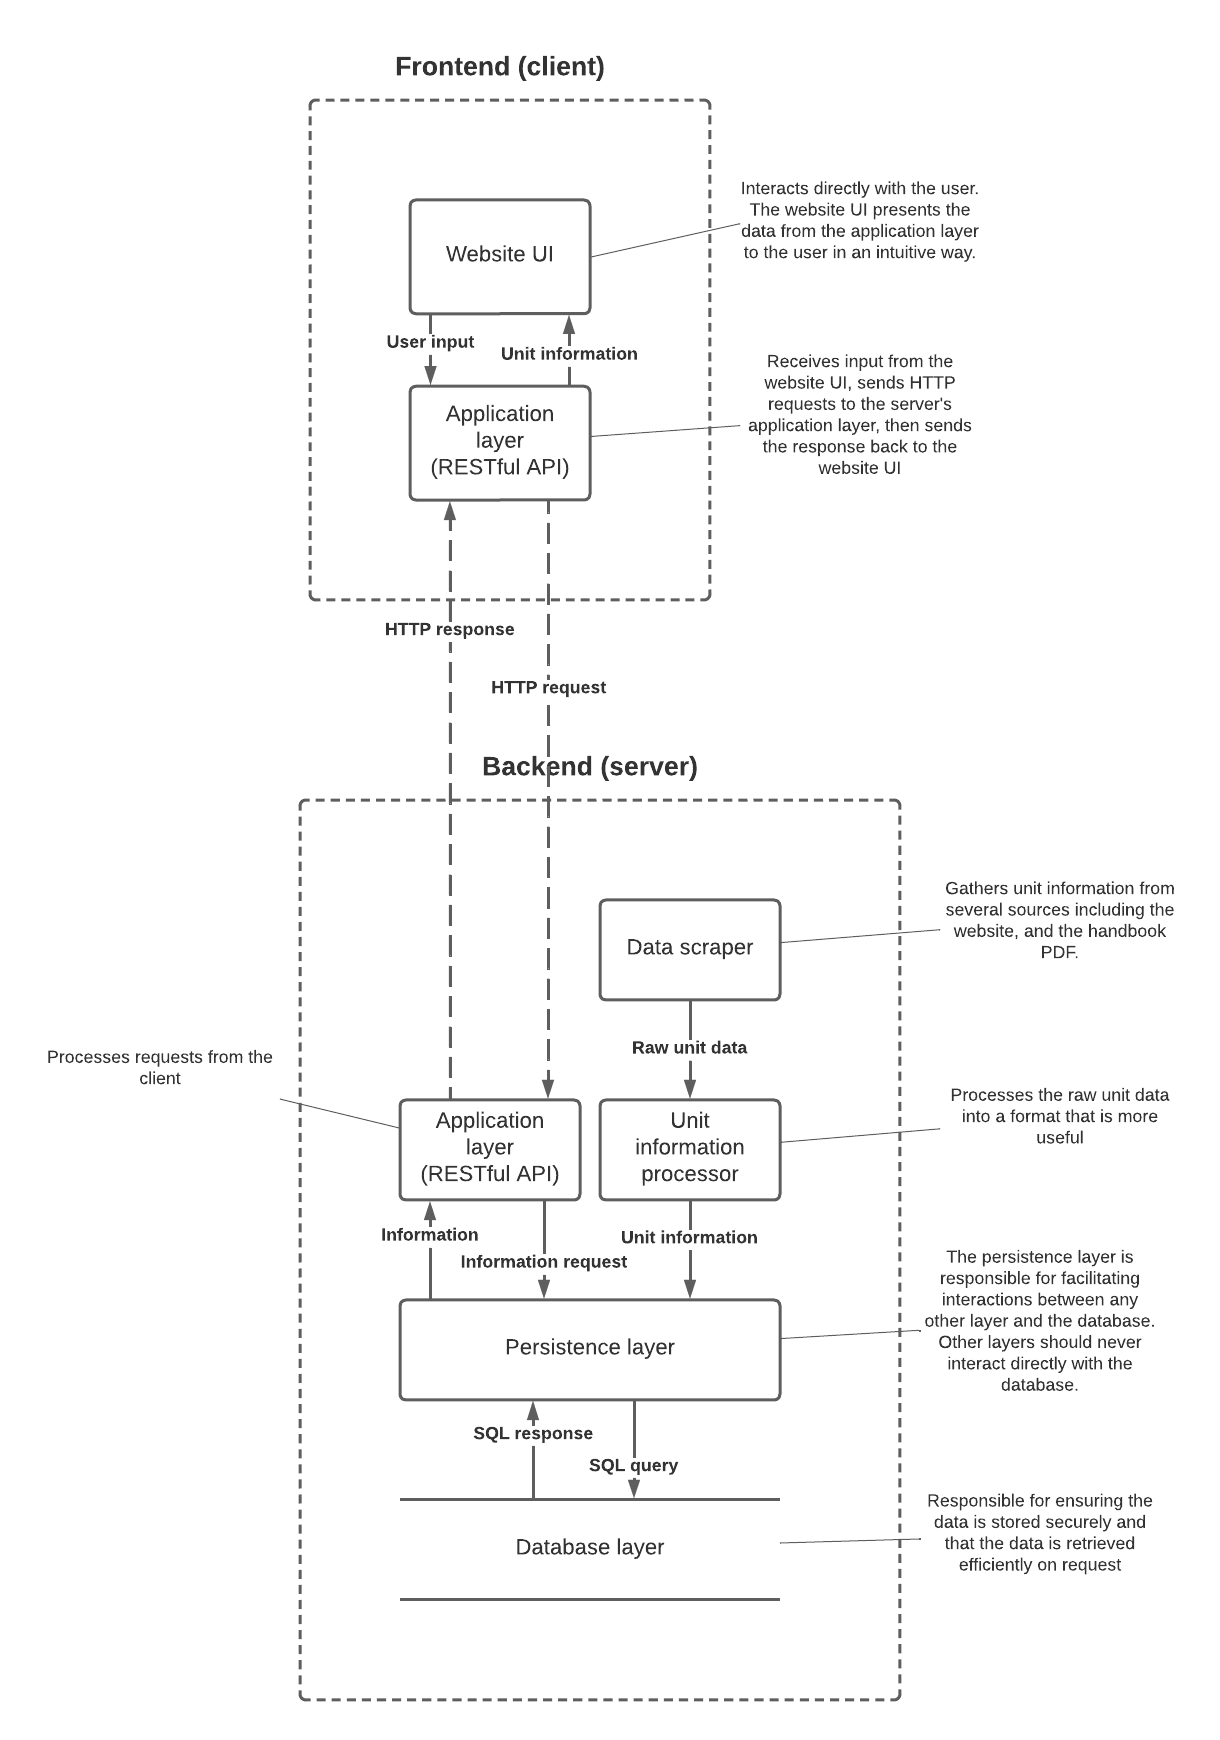 Frontend (client)
Interacts directly with the user.
The website UI presents the
data from the application layer
to the user in an intuitive way.
Website UI
User input
Unit information
Receives input from the
website UI, sends HTTP
requests to the server's
application layer, then sends
the response back to the
website UI
Application
layer
(RESTful API)
HTTP response
HTTP request
Backend (server)
Gathers unit information from
several sources including the
website, and the handbook
PDF.
Data scraper
Raw unit data
Processes requests from the
client
Processes the raw unit data
into a format that is more
useful
Application
layer
(RESTful API)
Unit
information
processor
Information
Information request
Unit information
The persistence layer is
responsible for facilitating
interactions between any
other layer and the database.
Other layers should never
interact directly with the
database.
Persistence layer
SQL response
SQL query
Responsible for ensuring the
data is stored securely and
that the data is retrieved
efficiently on request
Database layer